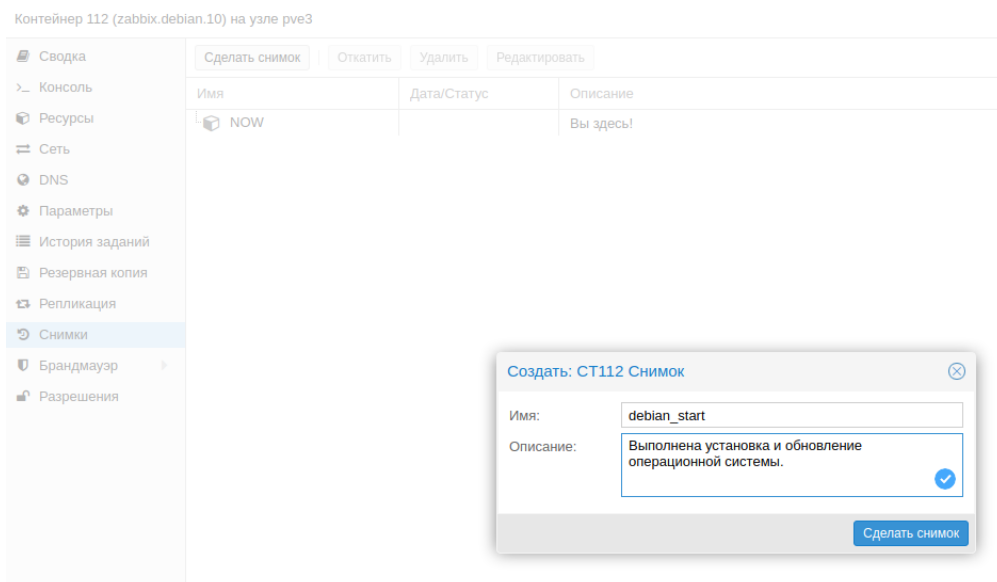 Контейнер 112 (zabbix.debian.10) на узле pve3
Сводка
Консоль
Ресурсы
Сеть
DNS
Параметры
История заданий
Резервная копия
Репликация
Снимки
Брандмауэр
Разрешения
Сделать снимок Откатить Удалить Редактировать
Имя Дата/Статус Описание
NOW Вы здесь!
Создать: CT112 Снимок
Имя: debian_start
Описание: Выполнена установка и обновление
операционной системы.
Сделать снимок